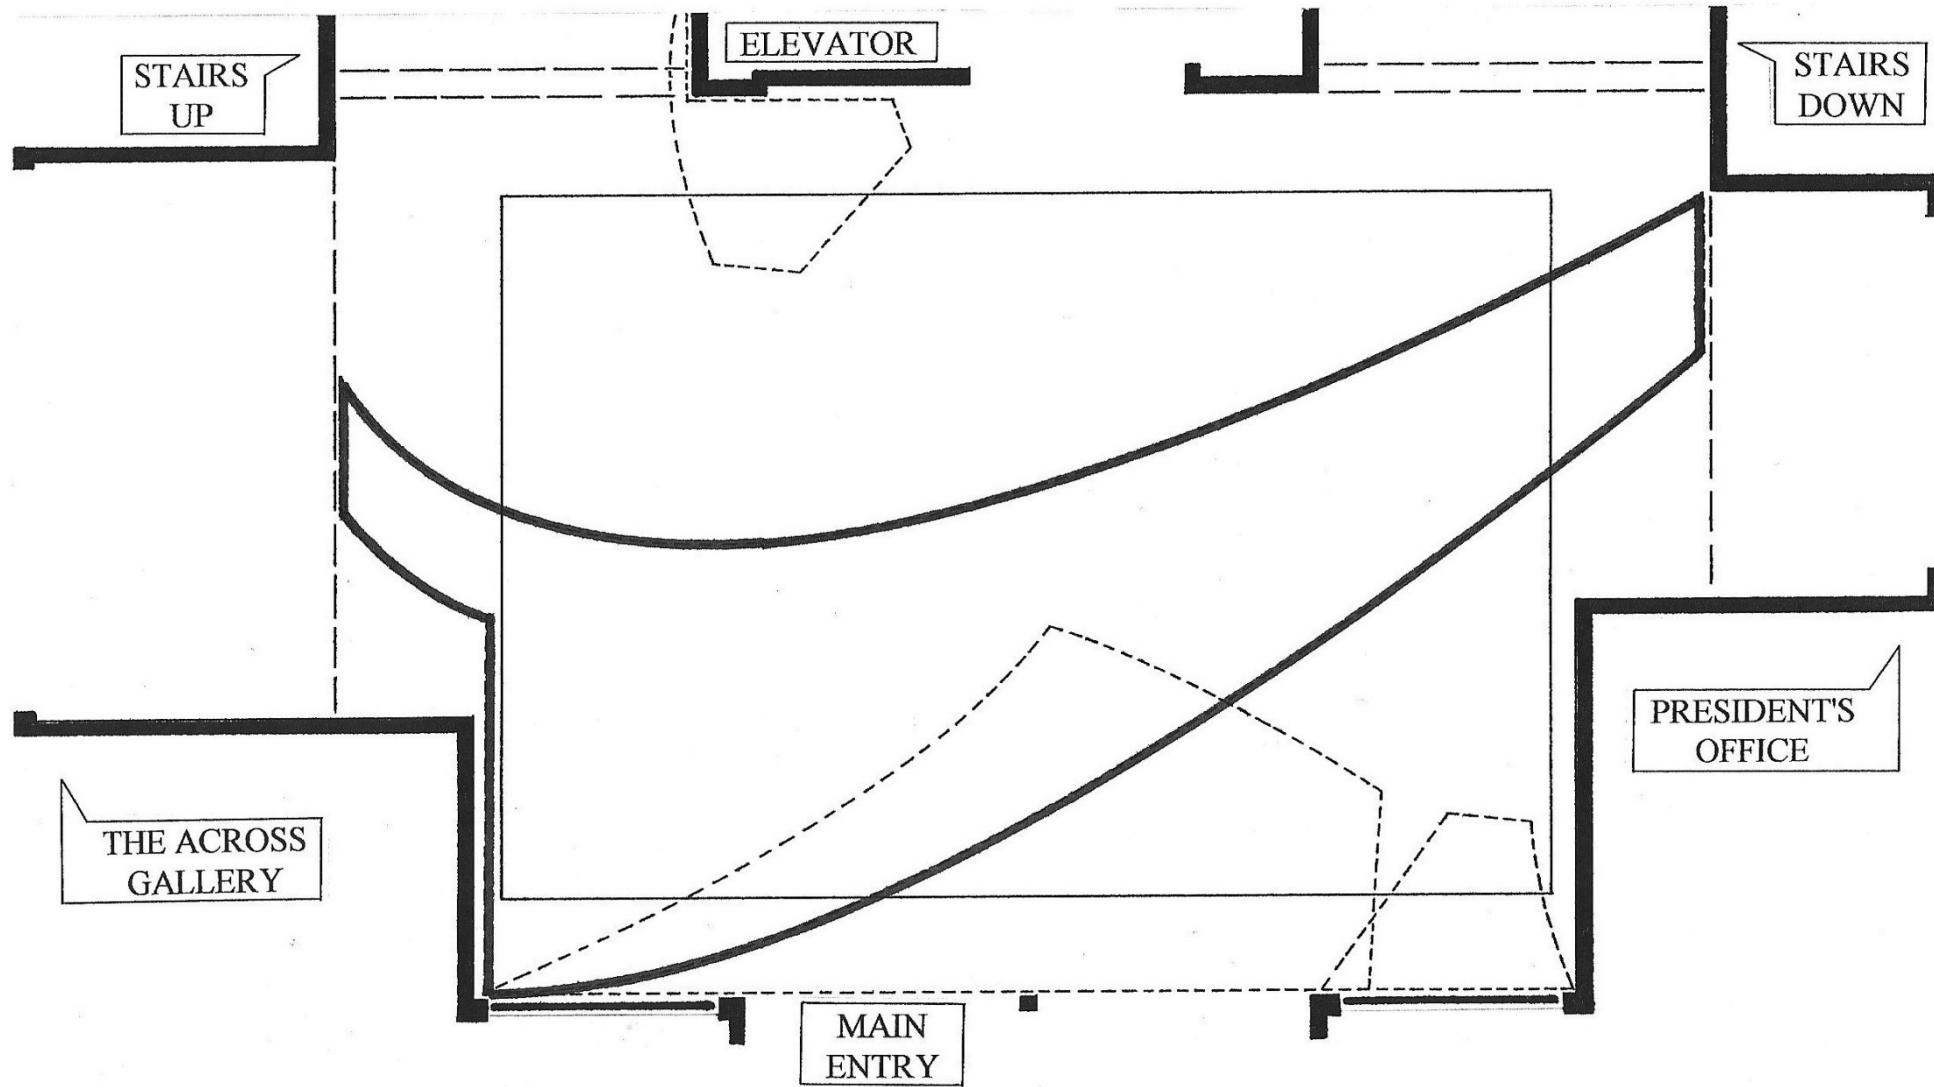 ELEVATOR
STAIRS
UP
STAIRS
DOWN
PRESIDENT'S
OFFICE
THE ACROSS
GALLERY
MAIN
ENTRY